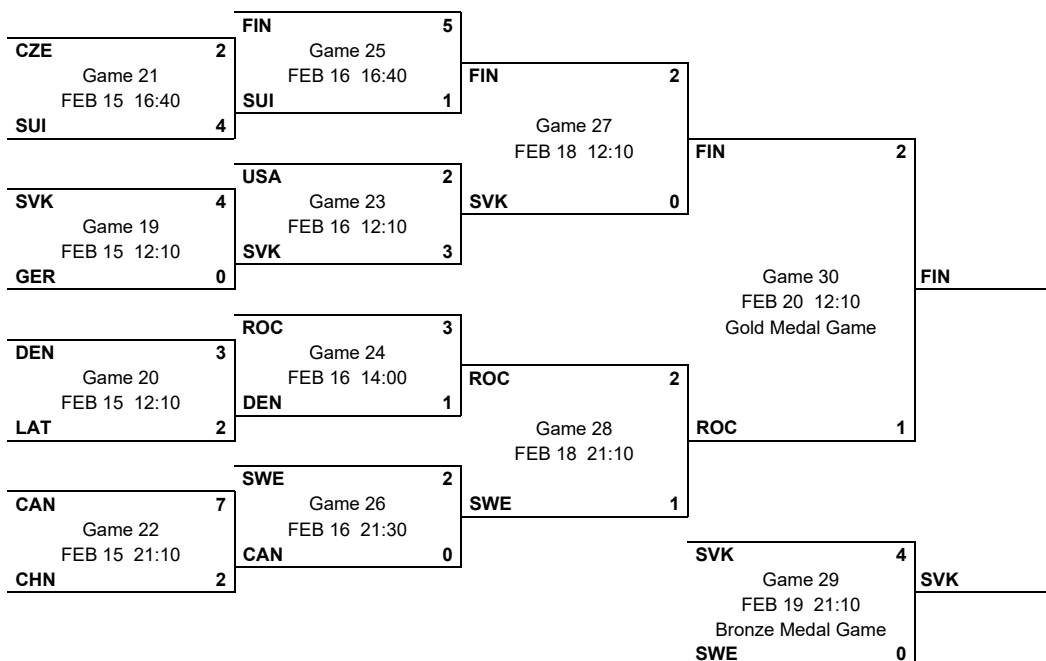 FIN 5
CZE 2
Game 25
Game 21
FEB 16 16:40
FIN 2
FEB 15 16:40
SUI 1
SUI 4
Game 27
FEB 18 12:10
FIN 2
USA 2
SVK 4
Game 23
SVK 0
Game 19
FEB 16 12:10
FEB 15 12:10
SVK 3
GER 0
Game 30
FIN
FEB 20 12:10
ROC 3
Gold Medal Game
DEN 3
Game 24
Game 20
FEB 16 14:00
ROC 2
FEB 15 12:10
DEN 1
LAT 2
Game 28
ROC 1
FEB 18 21:10
SWE 2
CAN 7
Game 26
SWE 1
Game 22
FEB 16 21:30
FEB 15 21:10
CAN 0
SVK 4
CHN 2
Game 29
SVK
FEB 19 21:10
Bronze Medal Game
SWE 0